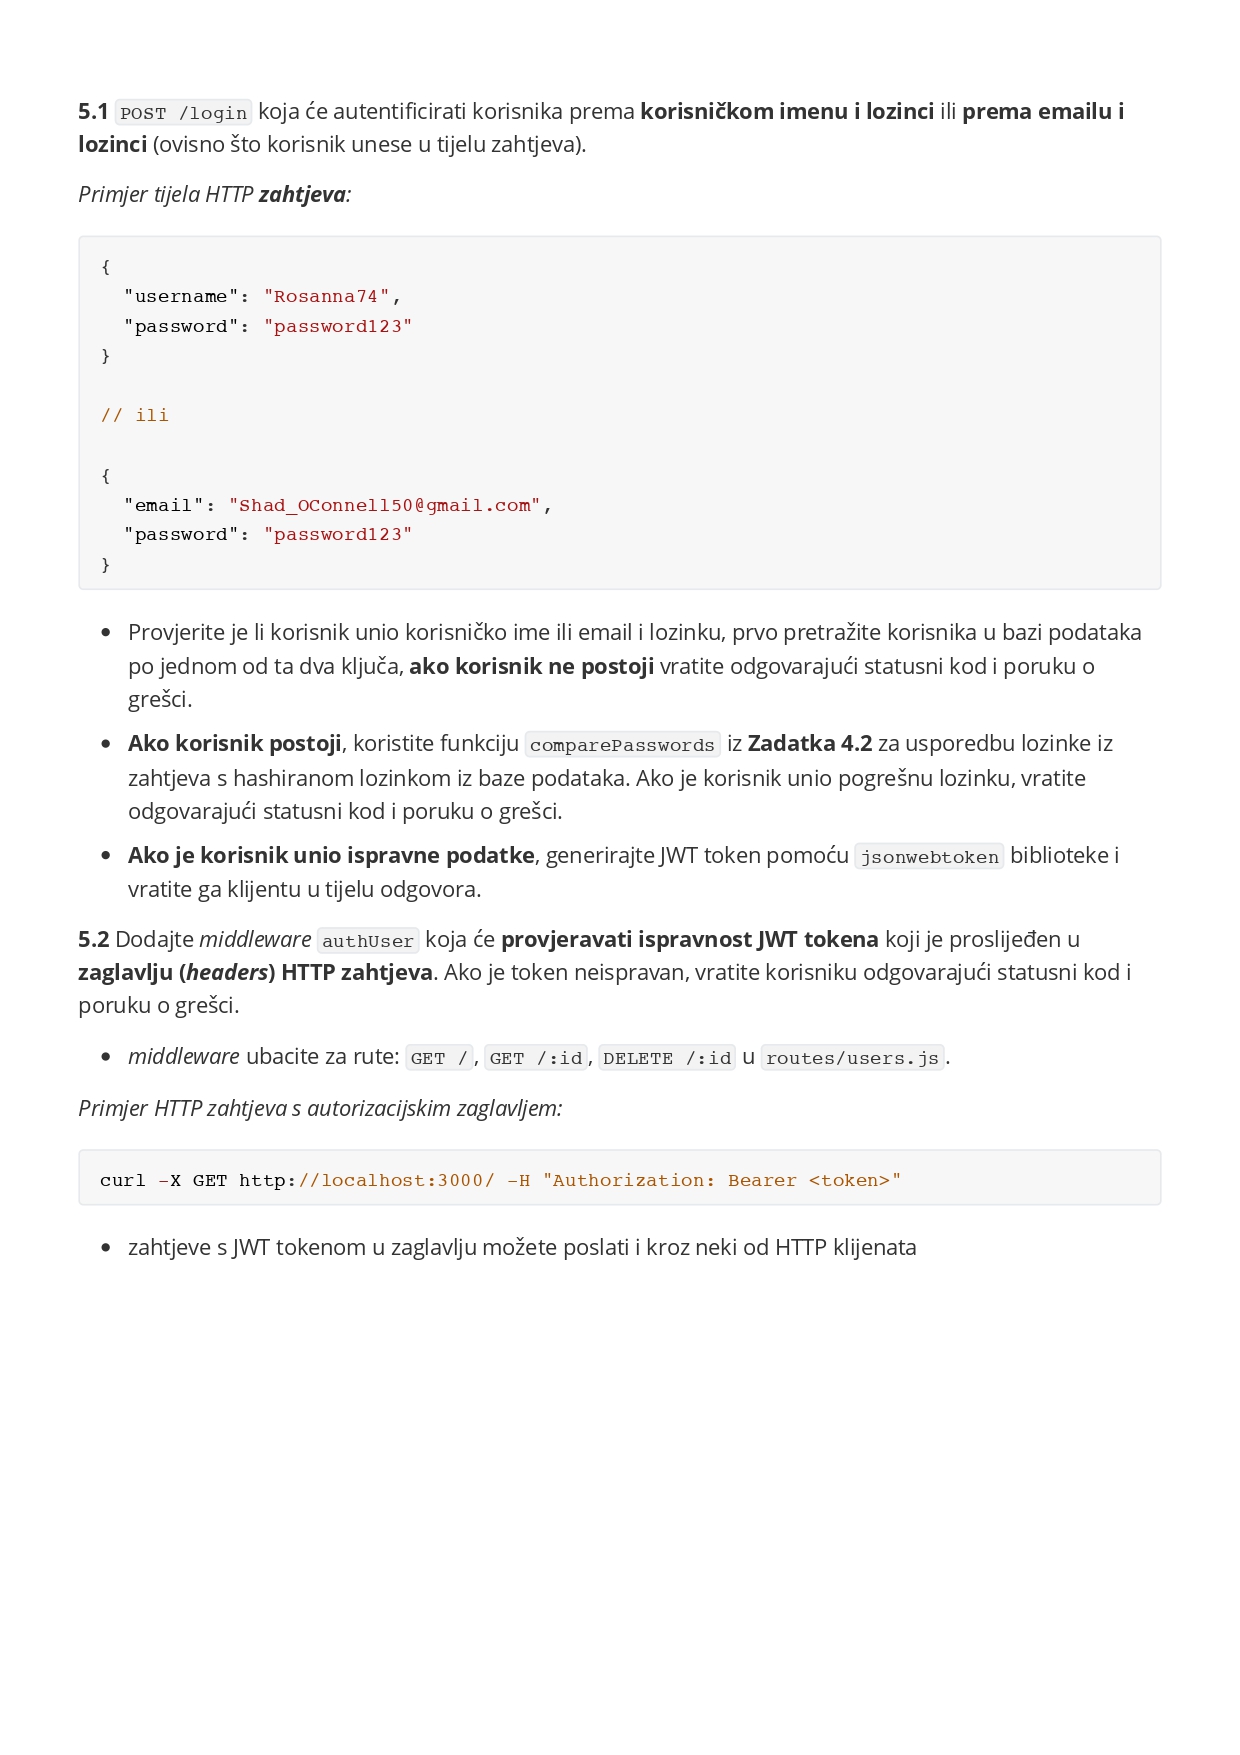 5.1 POST /login koja će autentificirati korisnika prema korisničkom imenu i lozinci ili prema emailu i
lozinci (ovisno što korisnik unese u tijelu zahtjeva).
Primjer tijela HTTP zahtjeva:
{
  "username": "Rosanna74",
  "password": "password123"
}
// ili
{
  "email": "Shad_OConnell50@gmail.com",
  "password": "password123"
}
• Provjerite je li korisnik unio korisničko ime ili email i lozinku, prvo pretražite korisnika u bazi podataka
po jednom od ta dva ključa, ako korisnik ne postoji vratite odgovarajući statusni kod i poruku o
grešci.
• Ako korisnik postoji, koristite funkciju comparePasswords iz Zadatka 4.2 za usporedbu lozinke iz
zahtjeva s hashiranom lozinkom iz baze podataka. Ako je korisnik unio pogrešnu lozinku, vratite
odgovarajući statusni kod i poruku o grešci.
• Ako je korisnik unio ispravne podatke, generirajte JWT token pomoću jsonwebtoken biblioteke i
vratite ga klijentu u tijelu odgovora.
5.2 Dodajte middleware authUser koja će provjeravati ispravnost JWT tokena koji je proslijeđen u
zaglavlju (headers) HTTP zahtjeva. Ako je token neispravan, vratite korisniku odgovarajući statusni kod i
poruku o grešci.
• middleware ubacite za rute: GET /, GET /:id, DELETE /:id u routes/users.js.
Primjer HTTP zahtjeva s autorizacijskim zaglavljem:
curl -X GET http://localhost:3000/ -H "Authorization: Bearer <token>"
• zahtjeve s JWT tokenom u zaglavlju možete poslati i kroz neki od HTTP klijenata